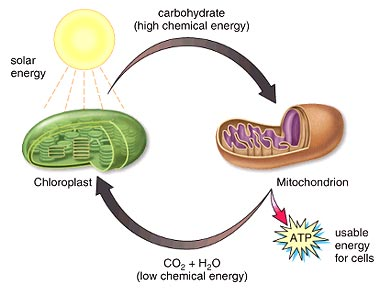 carbohydrate
(high chemical energy)
solar
energy
Chloroplast
Mitochondrion
ATP
usable
energy
for cells
CO₂ + H₂O
(low chemical energy)